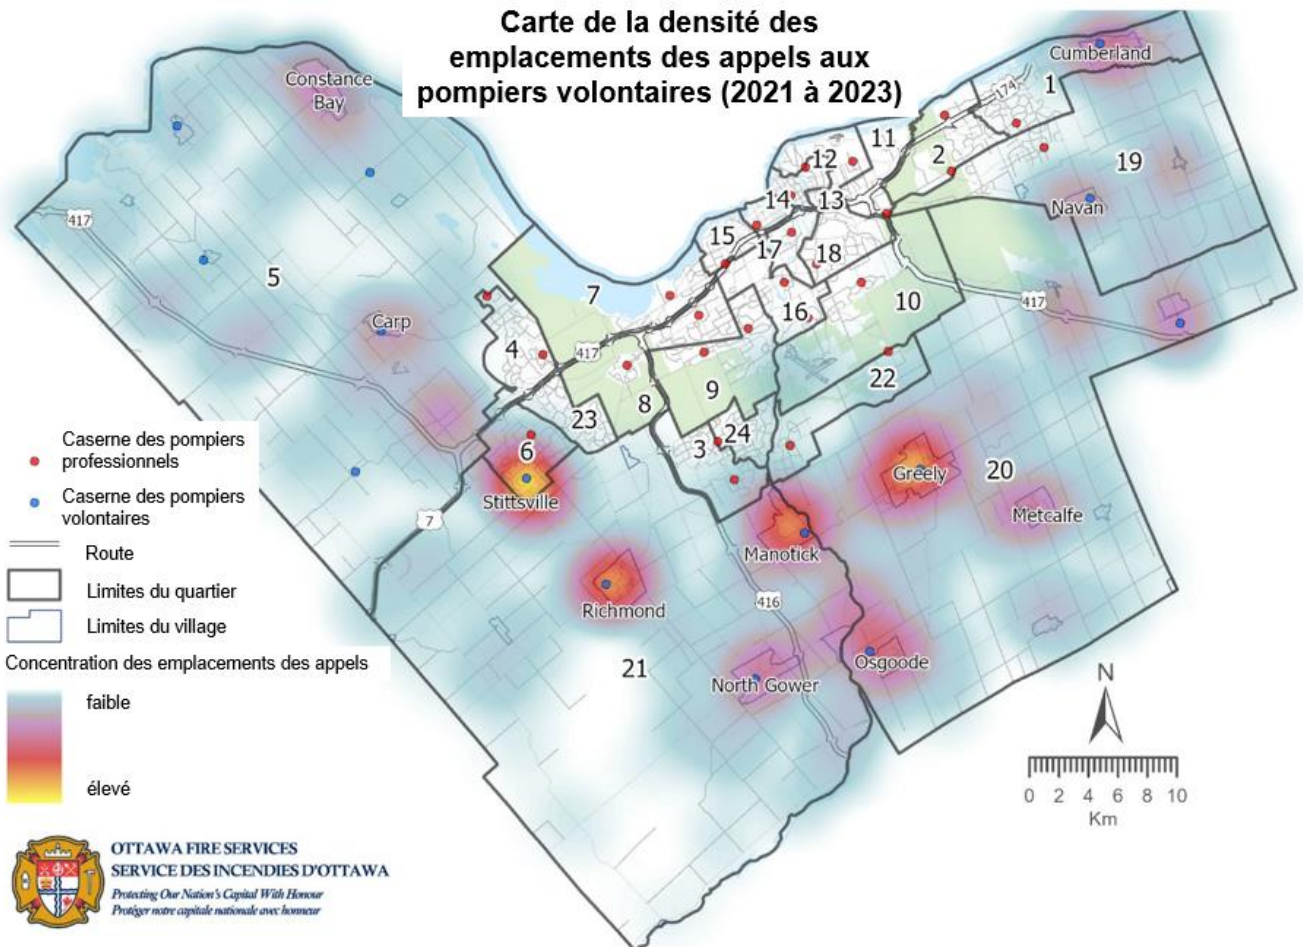 Carte de la densité des
emplacements des appels aux
pompiers volontaires (2021 à 2023)
Constance
Bay
Cumberland
174
1
11
2
12
19
14
13
Navan
417
15
17
18
5
7
10
16
417
Carp
4
417
22
9
8
23
3
24
6
Stittsville
Greely
20
Metcalfe
7
Manotick
Richmond
416
21
North Gower
Osgoode
Caserne des pompiers
professionnels
Caserne des pompiers
volontaires
Route
Limites du quartier
Limites du village
Concentration des emplacements des appels
faible
élevé
N
0 2 4 6 8 10
Km
OTTAWA FIRE SERVICES
SERVICE DES INCENDIES D'OTTAWA
Protecting Our Nation's Capital With Honour
Protéger notre capitale nationale avec honneur